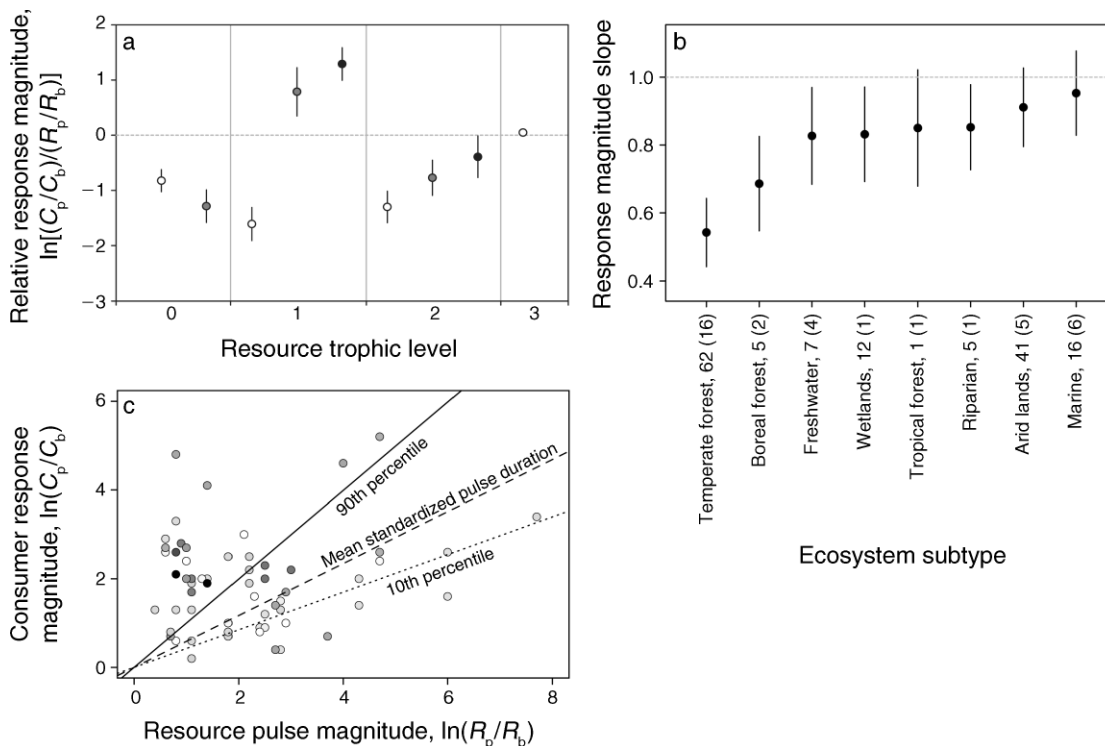 a
Relative response magnitude,
ln[(Cp/Cb)/(Rp/Rb)]
2
1
0
−1
−2
−3
0
1
2
3
Resource trophic level
b
Response magnitude slope
1.0
0.8
0.6
0.4
Temperate forest, 62 (16)
Boreal forest, 5 (2)
Freshwater, 7 (4)
Wetlands, 12 (1)
Tropical forest, 1 (1)
Riparian, 5 (1)
Arid lands, 41 (5)
Marine, 16 (6)
Ecosystem subtype
c
Consumer response
magnitude, ln(Cp/Cb)
6
4
2
0
90th percentile
Mean standardized pulse duration
10th percentile
0
2
4
6
8
Resource pulse magnitude, ln(Rp/Rb)